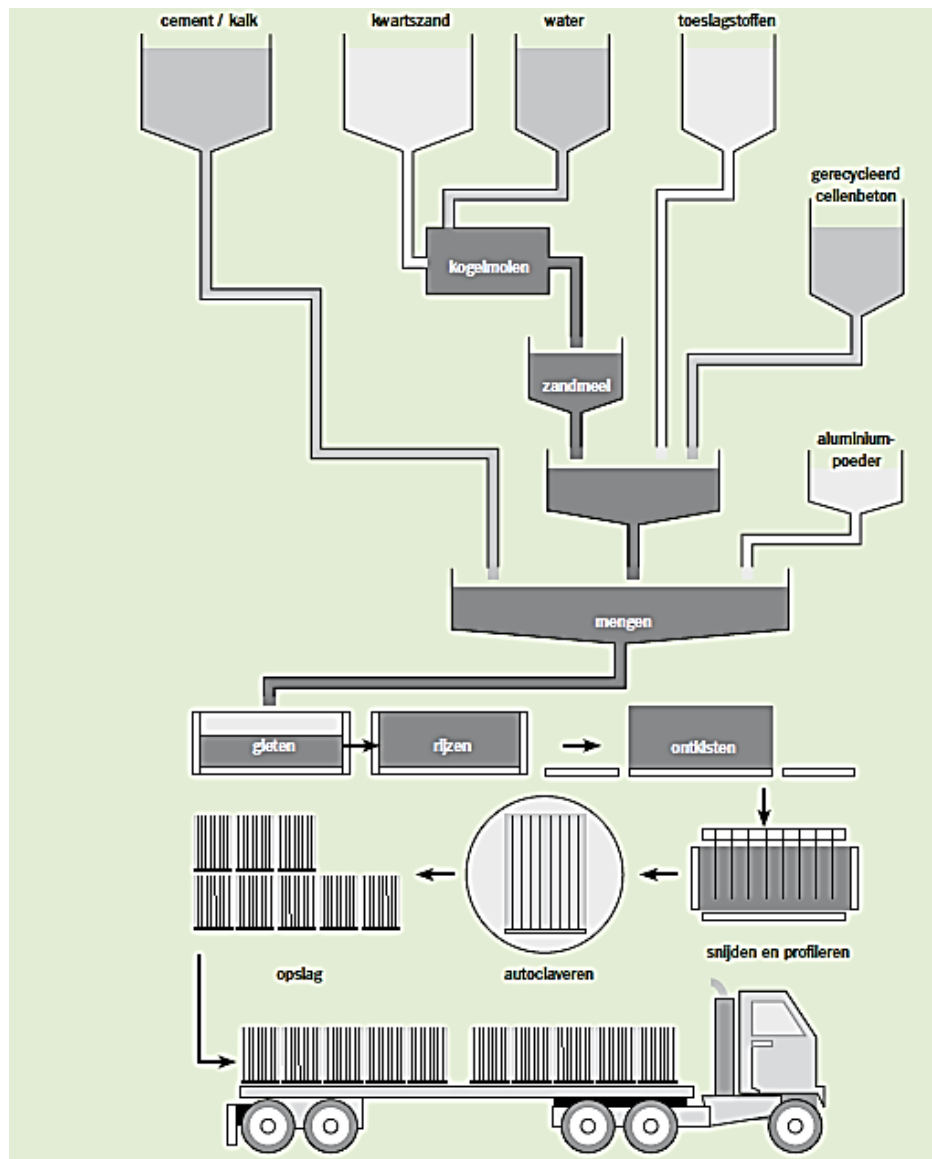 cement / kalk
kwartszand
water
toeslagstoffen
gerecycleerd
cellenbeton
kogelmolen
zandmeel
aluminium-
poeder
mengen
gieten
rijzen
ontkisten
snijden en profileren
autoclaveren
opslag